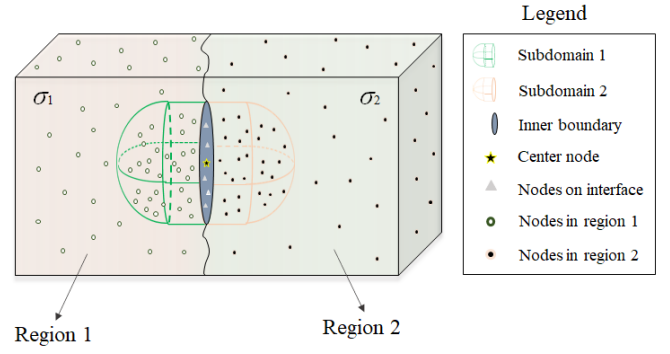 Legend
Subdomain 1
Subdomain 2
Inner boundary
Center node
Nodes on interface
Nodes in region 1
Nodes in region 2
σ1
σ2
Region 1
Region 2